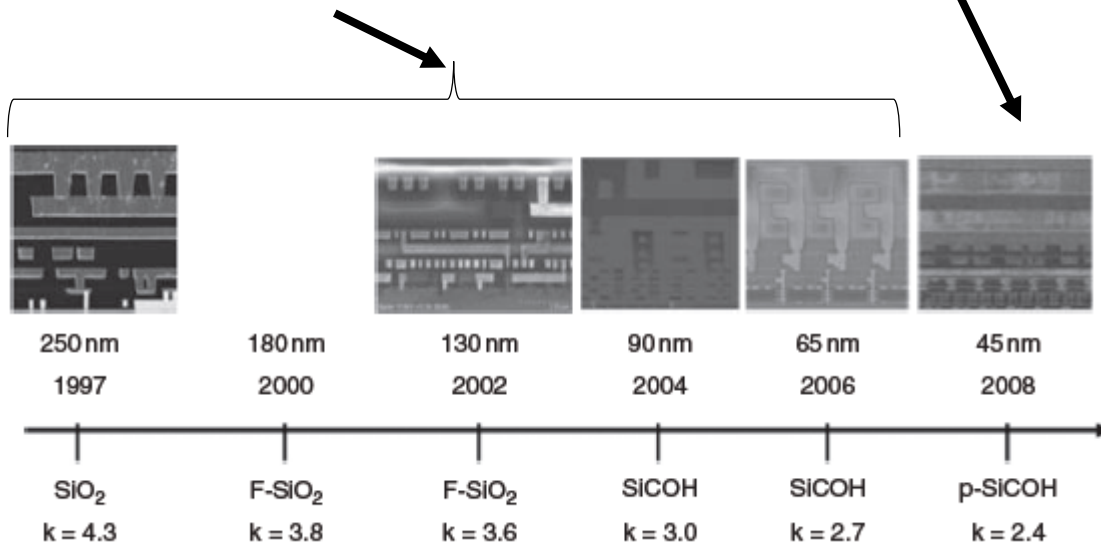 250 nm 180 nm 130 nm 90 nm 65 nm 45 nm
1997 2000 2002 2004 2006 2008
SiO₂ F-SiO₂ F-SiO₂ SiCOH SiCOH p-SiCOH
k = 4.3 k = 3.8 k = 3.6 k = 3.0 k = 2.7 k = 2.4